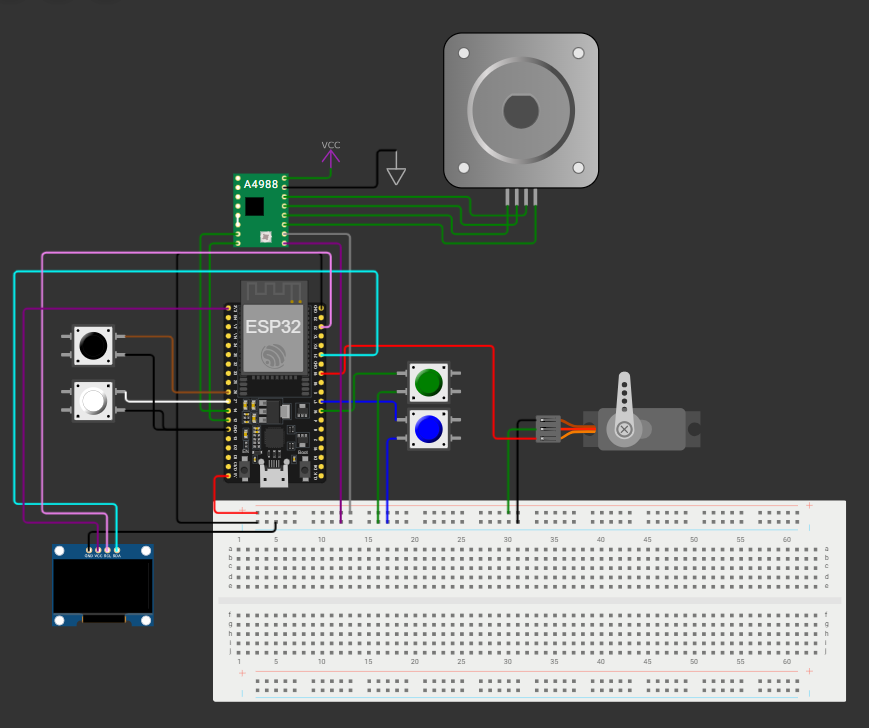 VCC
A4988
ESP32
GND VCC SCL SDA
+ +
1 5 10 15 20 25 30 35 40 45 50 55 60
a a
b b
c c
d d
e e
f f
g g
h h
i i
j j
1 5 10 15 20 25 30 35 40 45 50 55 60
+ +